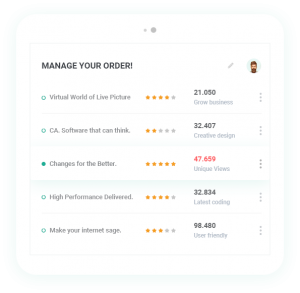 MANAGE YOUR ORDER!
Virtual World of Live Picture
21.050
Grow business
CA. Software that can think.
32.407
Creative design
Changes for the Better.
47.659
Unique Views
High Performance Delivered.
32.834
Latest coding
Make your internet sage.
98.480
User friendly